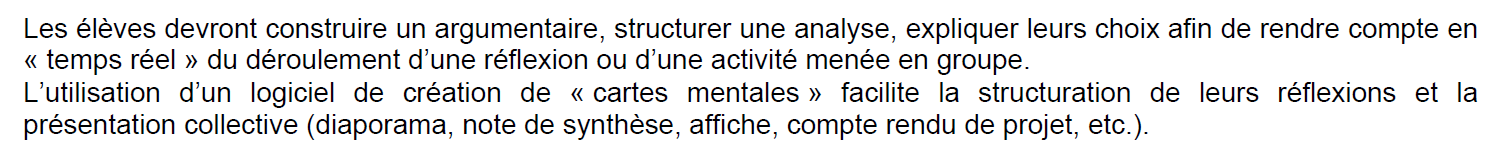 Les élèves devront construire un argumentaire, structurer une analyse, expliquer leurs choix afin de rendre compte en
« temps réel » du déroulement d’une réflexion ou d’une activité menée en groupe.
L’utilisation d’un logiciel de création de « cartes mentales » facilite la structuration de leurs réflexions et la
présentation collective (diaporama, note de synthèse, affiche, compte rendu de projet, etc.).